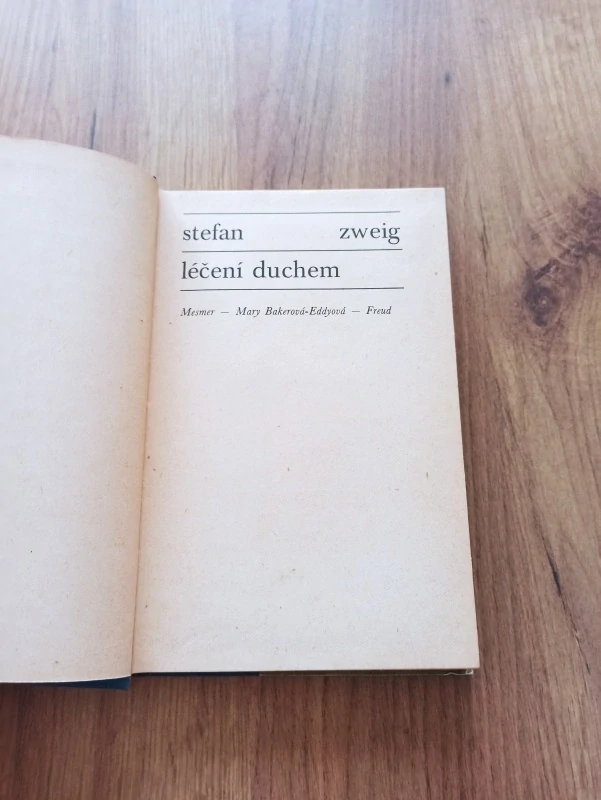 stefan zweig
léčení duchem
Mesmer — Mary Bakerová-Eddyová — Freud